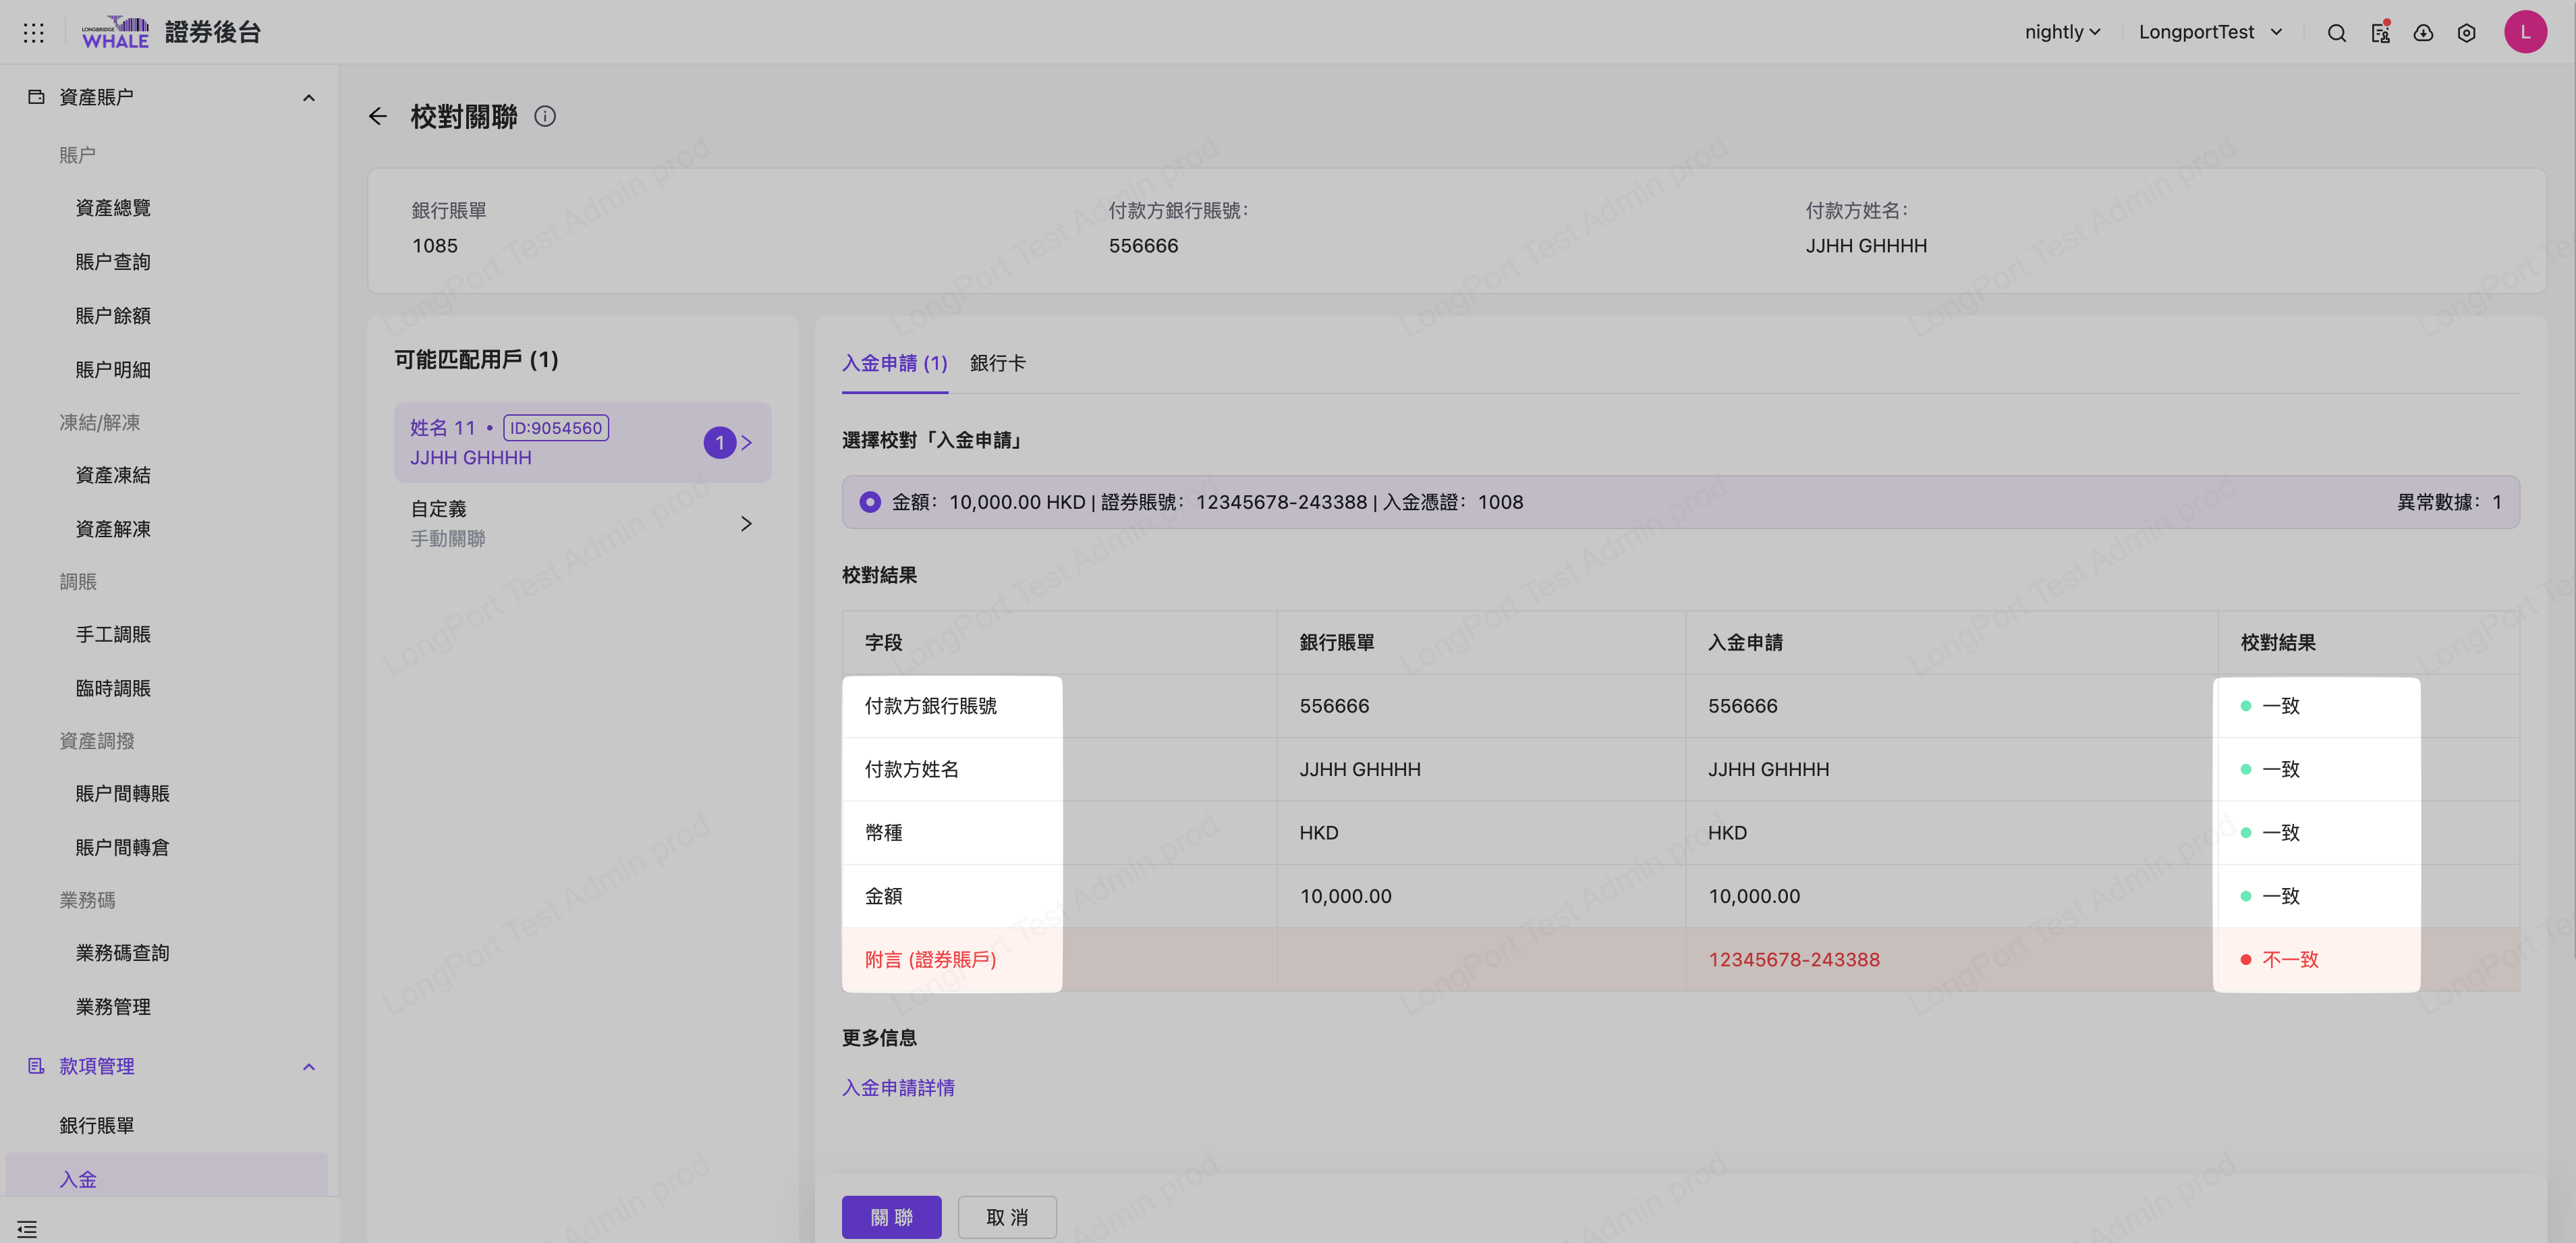 LONGBRIDGE
WHALE
證券後台
nightly
LongportTest
L
資產賬户
賬户
資產總覽
賬户查詢
賬户餘額
賬户明細
凍結/解凍
資產凍結
資產解凍
調賬
手工調賬
臨時調賬
資產調撥
賬户間轉賬
賬户間轉倉
業務碼
業務碼查詢
業務管理
款項管理
銀行賬單
入金
校對關聯
銀行賬單
1085
付款方銀行賬號:
556666
付款方姓名:
JJHH GHHHH
可能匹配用戶 (1)
姓名 11 • ID:9054560
JJHH GHHHH
1
自定義
手動關聯
入金申請 (1) 銀行卡
選擇校對「入金申請」
金額: 10,000.00 HKD | 證券賬號: 12345678-243388 | 入金憑證: 1008 異常數據: 1
校對結果
字段 銀行賬單 入金申請 校對結果
付款方銀行賬號 556666 556666 一致
付款方姓名 JJHH GHHHH JJHH GHHHH 一致
幣種 HKD HKD 一致
金額 10,000.00 10,000.00 一致
附言 (證券賬戶) 12345678-243388 不一致
更多信息
入金申請詳情
關聯 取消
LongPort Test Admin prod